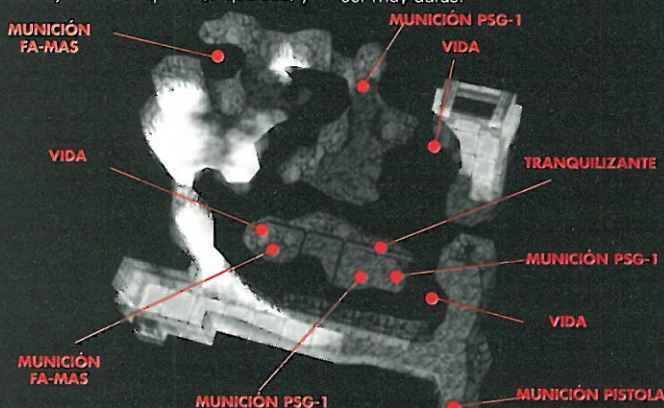 MUNICIÓN
FA-MAS
MUNICIÓN PSG-1
VIDA
VIDA
TRANQUILIZANTE
MUNICIÓN PSG-1
VIDA
MUNICIÓN
FA-MAS
MUNICIÓN PSG-1
MUNICIÓN PISTOLA